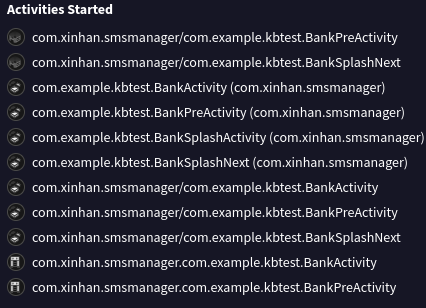 Activities Started
com.xinhan.smsmanager/com.example.kbtest.BankPreActivity
com.xinhan.smsmanager/com.example.kbtest.BankSplashNext
com.example.kbtest.BankActivity (com.xinhan.smsmanager)
com.example.kbtest.BankPreActivity (com.xinhan.smsmanager)
com.example.kbtest.BankSplashActivity (com.xinhan.smsmanager)
com.example.kbtest.BankSplashNext (com.xinhan.smsmanager)
com.xinhan.smsmanager/com.example.kbtest.BankActivity
com.xinhan.smsmanager/com.example.kbtest.BankPreActivity
com.xinhan.smsmanager/com.example.kbtest.BankSplashNext
com.xinhan.smsmanager.com.example.kbtest.BankActivity
com.xinhan.smsmanager.com.example.kbtest.BankPreActivity